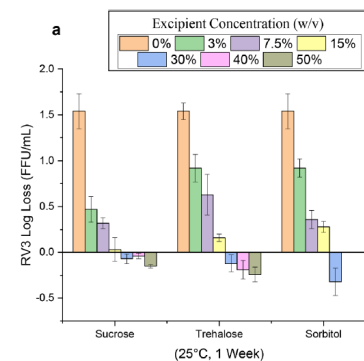 a
Excipient Concentration (w/v)
0% 3% 7.5% 15%
30% 40% 50%
RV3 Log Loss (FFU/mL)
2.0
1.5
1.0
0.5
0.0
-0.5
Sucrose Trehalose Sorbitol
(25°C, 1 Week)